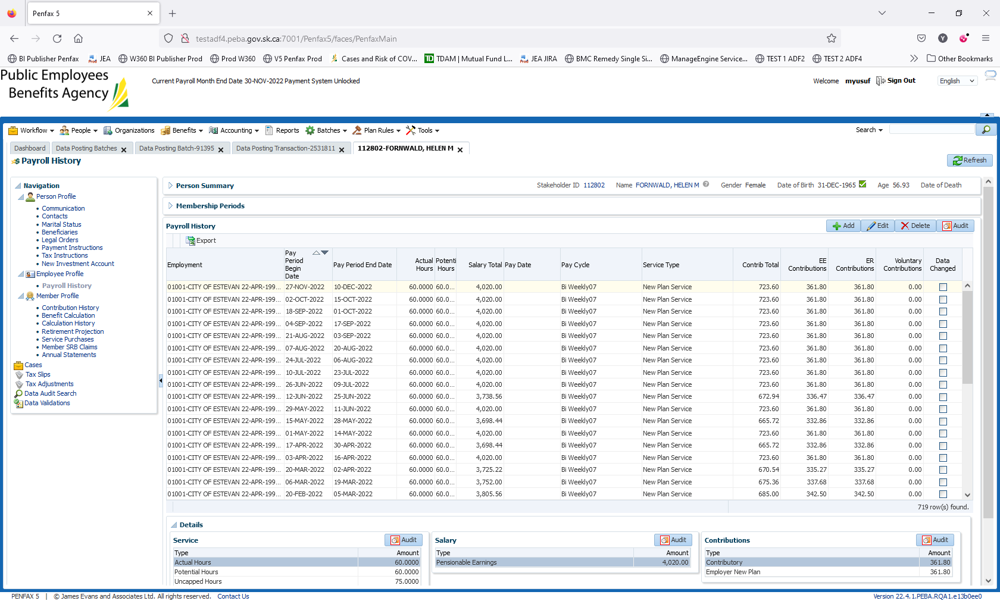 Penfax 5
testadf4.peba.gov.sk.ca:7001/Penfax5/faces/PenfaxMain
BI Publisher Penfax JEA W360 BI Publisher Prod Prod W360 V5 Penfax Prod Cases and Risk of COV... TDAM | Mutual Fund L... JEA JIRA BMC Remedy Single Si... ManageEngine Service... TEST 1 ADF2 TEST 2 ADF4 Other Bookmarks
Public Employees
Benefits Agency
Current Payroll Month End Date 30-NOV-2022 Payment System Unlocked
Welcome myusuf Sign Out English
Workflow People Organizations Benefits Accounting Reports Batches Plan Rules Tools Search
Dashboard Data Posting Batches Data Posting Batch-91395 Data Posting Transaction-2531811 112802-FORNWALD, HELEN M
Payroll History Refresh
Navigation
Person Profile
Communication
Contacts
Marital Status
Beneficiaries
Legal Orders
Payment Instructions
Tax Instructions
New Investment Account
Employee Profile
Payroll History
Member Profile
Contribution History
Benefit Calculation
Calculation History
Retirement Projection
Service Purchases
Member SRB Claims
Annual Statements
Cases
Tax Slips
Tax Adjustments
Data Audit Search
Data Validations
Person Summary Stakeholder ID 112802 Name FORNWALD, HELEN M Gender Female Date of Birth 31-DEC-1965 Age 56.93 Date of Death
Membership Periods
Payroll History Add Edit Delete Audit
Export
Employment Pay Period Begin Date Pay Period End Date Actual Hours Potenti Hours Salary Total Pay Date Pay Cycle Service Type Contrib Total EE Contributions ER Contributions Voluntary Contributions Data Changed
01001-CITY OF ESTEVAN 22-APR-199... 27-NOV-2022 10-DEC-2022 60.0000 60.0... 4,020.00 Bi Weekly07 New Plan Service 723.60 361.80 361.80 0.00
01001-CITY OF ESTEVAN 22-APR-199... 02-OCT-2022 15-OCT-2022 60.0000 60.0... 4,020.00 Bi Weekly07 New Plan Service 723.60 361.80 361.80 0.00
01001-CITY OF ESTEVAN 22-APR-199... 18-SEP-2022 01-OCT-2022 60.0000 60.0... 4,020.00 Bi Weekly07 New Plan Service 723.60 361.80 361.80 0.00
01001-CITY OF ESTEVAN 22-APR-199... 04-SEP-2022 17-SEP-2022 60.0000 60.0... 4,020.00 Bi Weekly07 New Plan Service 723.60 361.80 361.80 0.00
01001-CITY OF ESTEVAN 22-APR-199... 21-AUG-2022 03-SEP-2022 60.0000 60.0... 4,020.00 Bi Weekly07 New Plan Service 723.60 361.80 361.80 0.00
01001-CITY OF ESTEVAN 22-APR-199... 07-AUG-2022 20-AUG-2022 60.0000 60.0... 4,020.00 Bi Weekly07 New Plan Service 723.60 361.80 361.80 0.00
01001-CITY OF ESTEVAN 22-APR-199... 24-JUL-2022 06-AUG-2022 60.0000 60.0... 4,020.00 Bi Weekly07 New Plan Service 723.60 361.80 361.80 0.00
01001-CITY OF ESTEVAN 22-APR-199... 10-JUL-2022 23-JUL-2022 60.0000 60.0... 4,020.00 Bi Weekly07 New Plan Service 723.60 361.80 361.80 0.00
01001-CITY OF ESTEVAN 22-APR-199... 26-JUN-2022 09-JUL-2022 60.0000 60.0... 4,020.00 Bi Weekly07 New Plan Service 723.60 361.80 361.80 0.00
01001-CITY OF ESTEVAN 22-APR-199... 12-JUN-2022 25-JUN-2022 60.0000 60.0... 3,738.56 Bi Weekly07 New Plan Service 672.94 336.47 336.47 0.00
01001-CITY OF ESTEVAN 22-APR-199... 29-MAY-2022 11-JUN-2022 60.0000 60.0... 4,020.00 Bi Weekly07 New Plan Service 723.60 361.80 361.80 0.00
01001-CITY OF ESTEVAN 22-APR-199... 15-MAY-2022 28-MAY-2022 60.0000 60.0... 3,698.44 Bi Weekly07 New Plan Service 665.72 332.86 332.86 0.00
01001-CITY OF ESTEVAN 22-APR-199... 01-MAY-2022 14-MAY-2022 60.0000 60.0... 4,020.00 Bi Weekly07 New Plan Service 723.60 361.80 361.80 0.00
01001-CITY OF ESTEVAN 22-APR-199... 17-APR-2022 30-APR-2022 60.0000 60.0... 3,698.44 Bi Weekly07 New Plan Service 665.72 332.86 332.86 0.00
01001-CITY OF ESTEVAN 22-APR-199... 03-APR-2022 16-APR-2022 60.0000 60.0... 4,020.00 Bi Weekly07 New Plan Service 723.60 361.80 361.80 0.00
01001-CITY OF ESTEVAN 22-APR-199... 20-MAR-2022 02-APR-2022 60.0000 60.0... 3,725.22 Bi Weekly07 New Plan Service 670.54 335.27 335.27 0.00
01001-CITY OF ESTEVAN 22-APR-199... 06-MAR-2022 19-MAR-2022 60.0000 60.0... 3,752.00 Bi Weekly07 New Plan Service 675.36 337.68 337.68 0.00
01001-CITY OF ESTEVAN 22-APR-199... 20-FEB-2022 05-MAR-2022 60.0000 60.0... 3,805.56 Bi Weekly07 New Plan Service 685.00 342.50 342.50 0.00
719 row(s) found.
Details
Service Audit Salary Audit Contributions Audit
Type Amount Type Amount Type Amount
Actual Hours 60.0000 Pensionable Earnings 4,020.00 Contributory 361.80
Potential Hours 60.0000 Employer New Plan 361.80
Uncapped Hours 75.0000
PENFAX 5 | © James Evans and Associates Ltd. All rights reserved. Contact Us Version 22.4.1.PEBA.RQA1.e13b0ee0